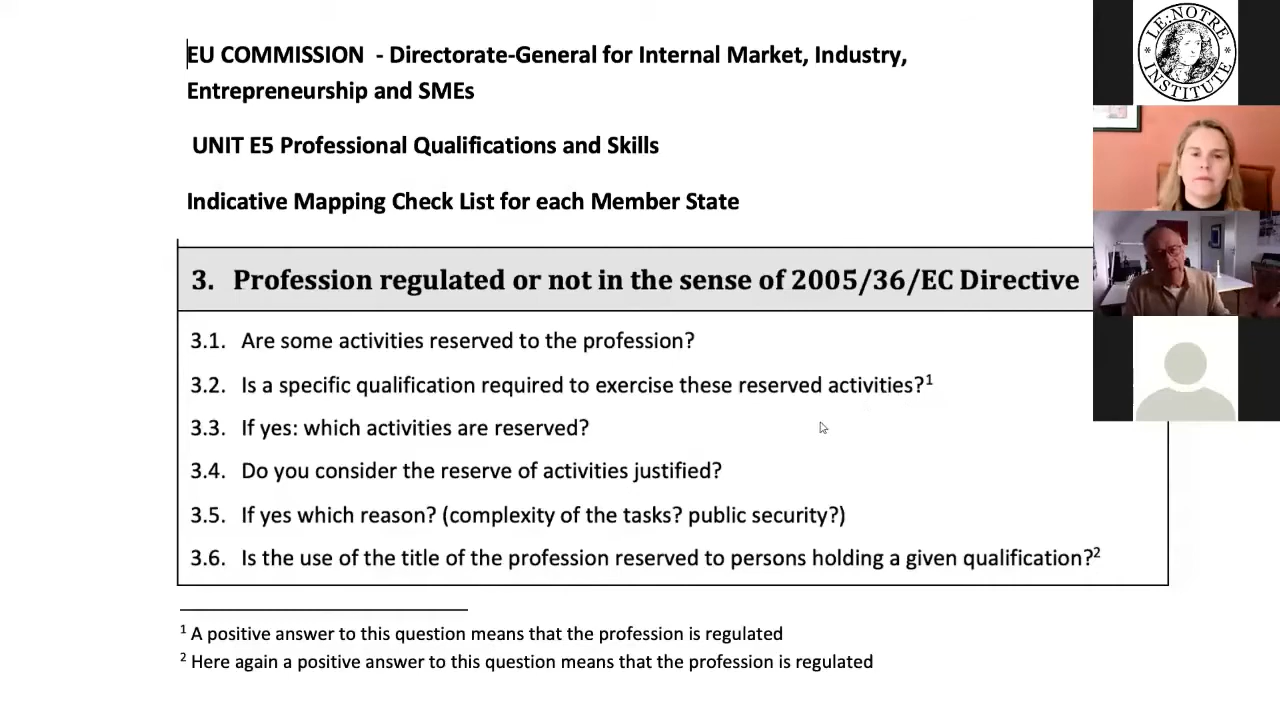 EU COMMISSION - Directorate-General for Internal Market, Industry,
Entrepreneurship and SMEs
UNIT E5 Professional Qualifications and Skills
Indicative Mapping Check List for each Member State
3. Profession regulated or not in the sense of 2005/36/EC Directive
3.1. Are some activities reserved to the profession?
3.2. Is a specific qualification required to exercise these reserved activities?¹
3.3. If yes: which activities are reserved?
3.4. Do you consider the reserve of activities justified?
3.5. If yes which reason? (complexity of the tasks? public security?)
3.6. Is the use of the title of the profession reserved to persons holding a given qualification?²
¹ A positive answer to this question means that the profession is regulated
² Here again a positive answer to this question means that the profession is regulated
LE:NOTRE
INSTITUTE